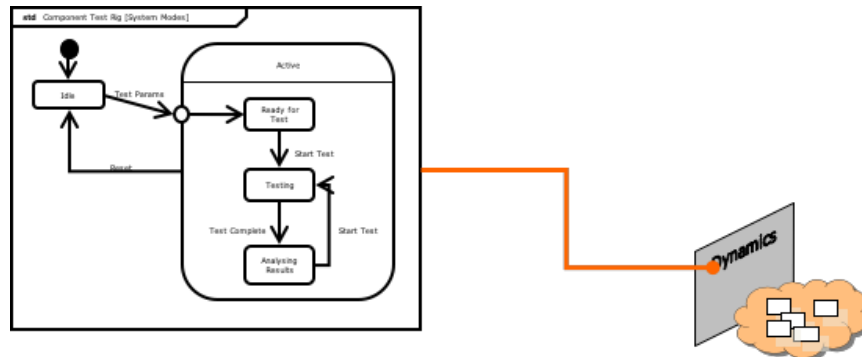 std Component Test Rig [System Modes]
Active
Idle
Test Params
Ready for
Test
Start Test
Reset
Testing
Test Complete
Start Test
Analysing
Results
Dynamics